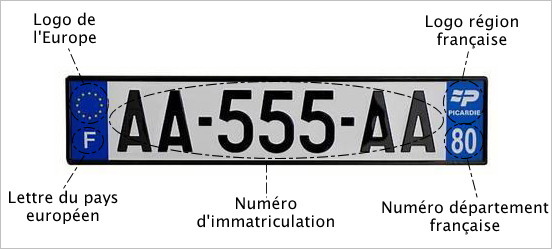 Logo de
l'Europe
Logo région
française
AA-555-AA
F
PICARDIE
80
Lettre du pays
européen
Numéro
d'immatriculation
Numéro département
française